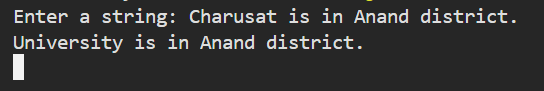 Enter a string: Charusat is in Anand district.
University is in Anand district.